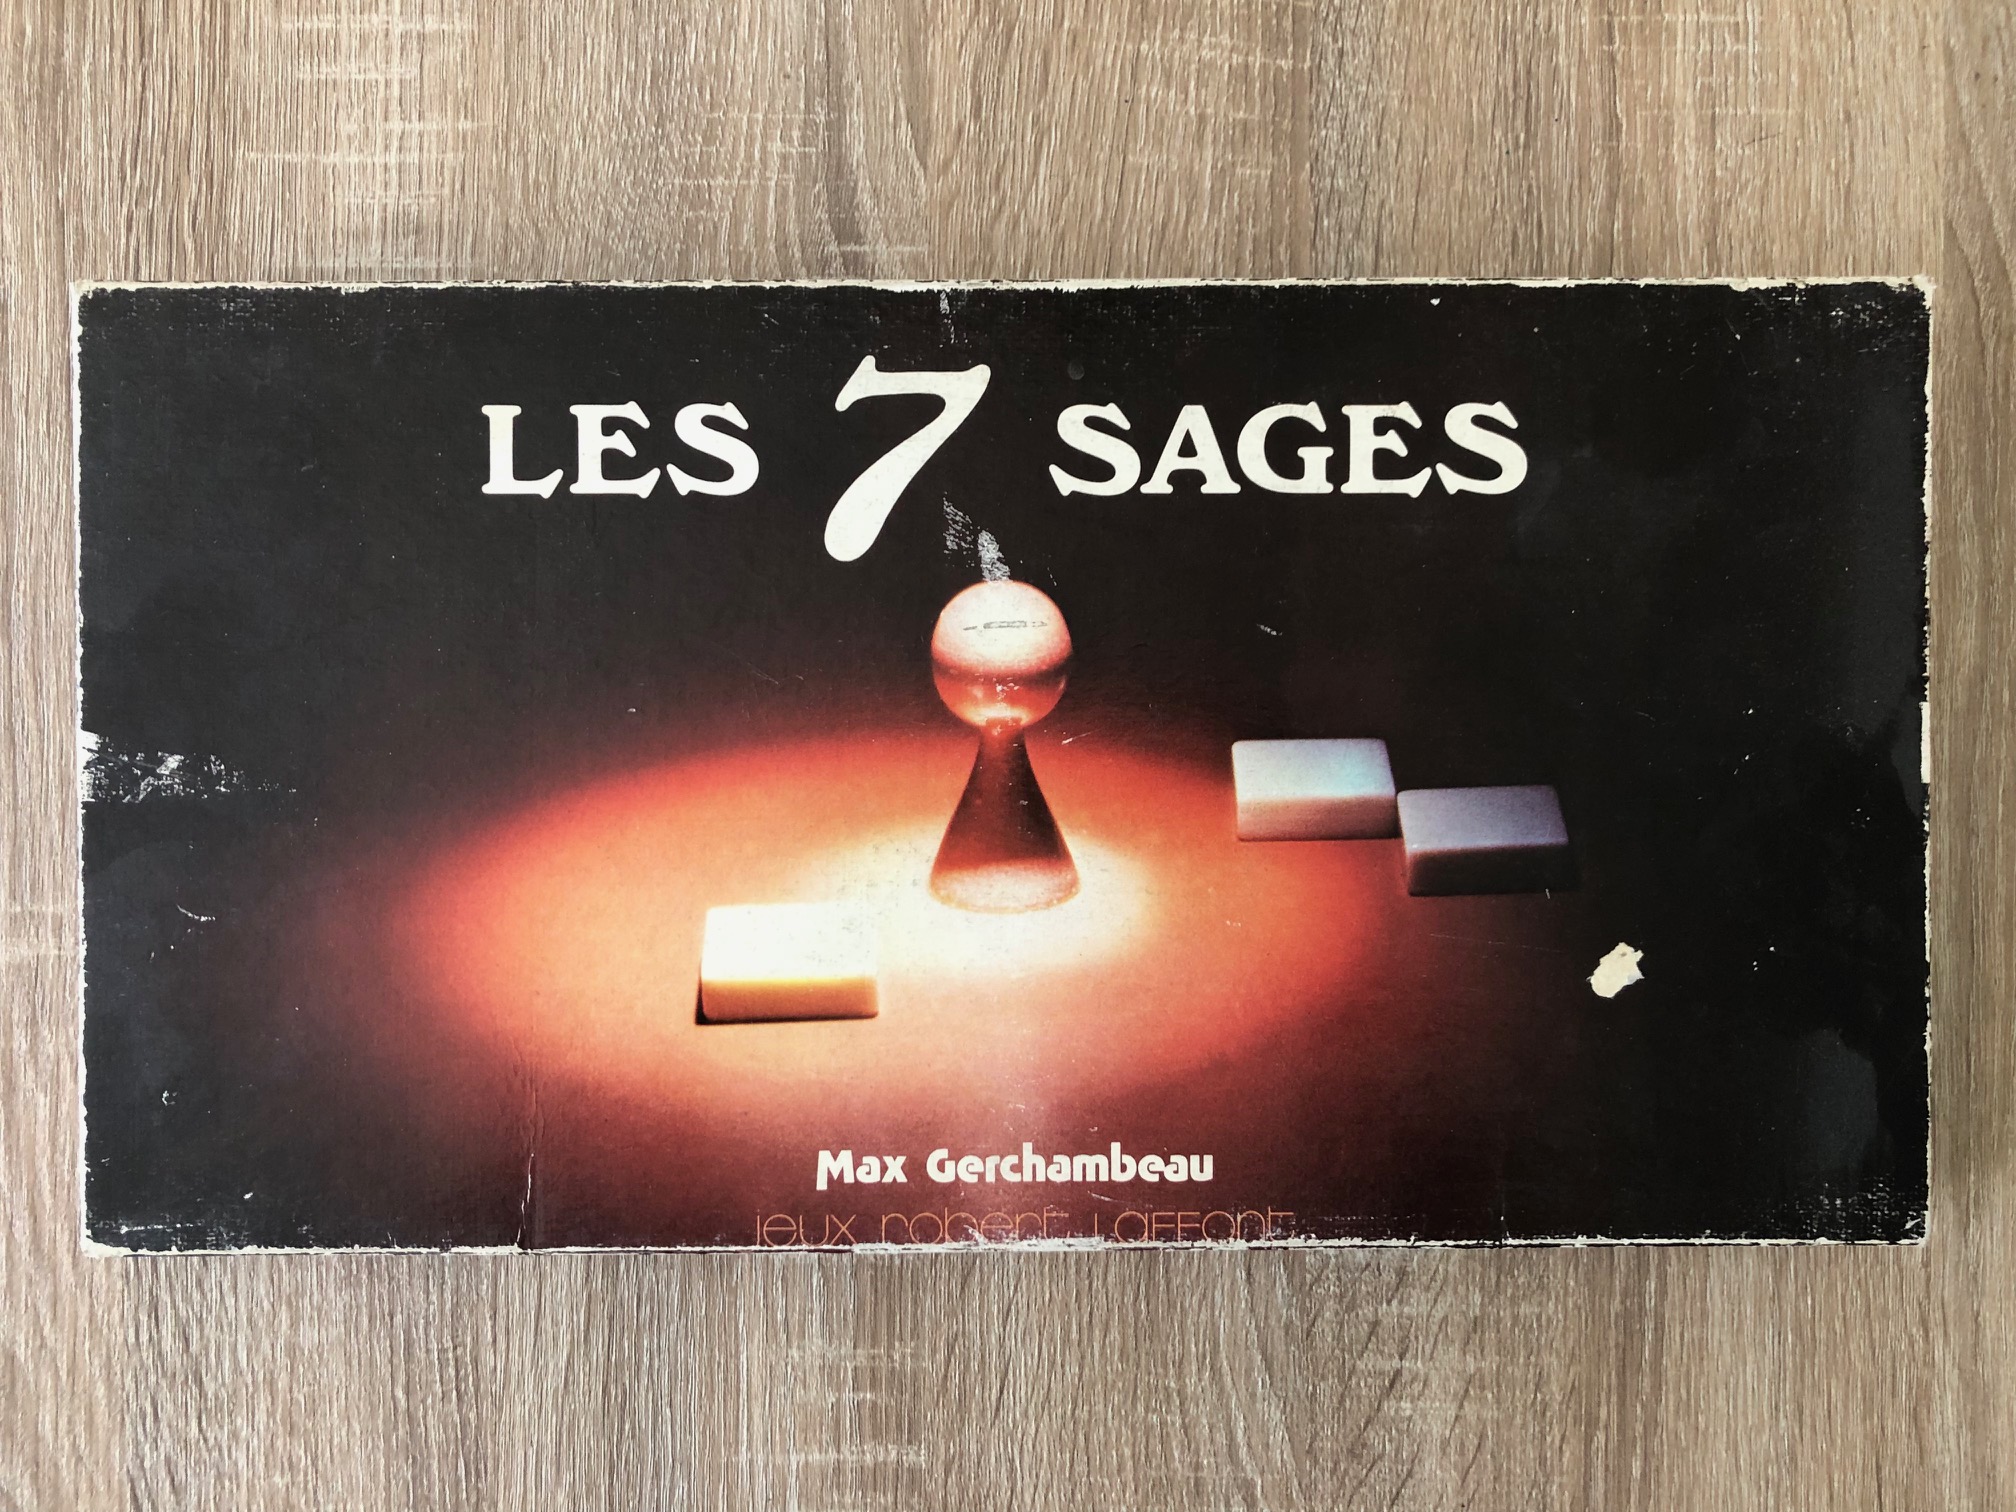 LES 7 SAGES
Max Gerchambeau
jeux robert laffont